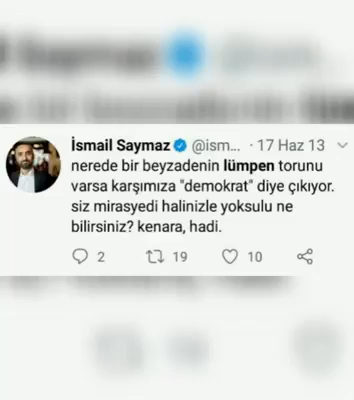 İsmail Saymaz @ism... · 17 Haz 13
nerede bir beyzadenin lümpen torunu
varsa karşımıza "demokrat" diye çıkıyor.
siz mirasyedi halinizle yoksulu ne
bilirsiniz? kenara, hadi.
2 19 10